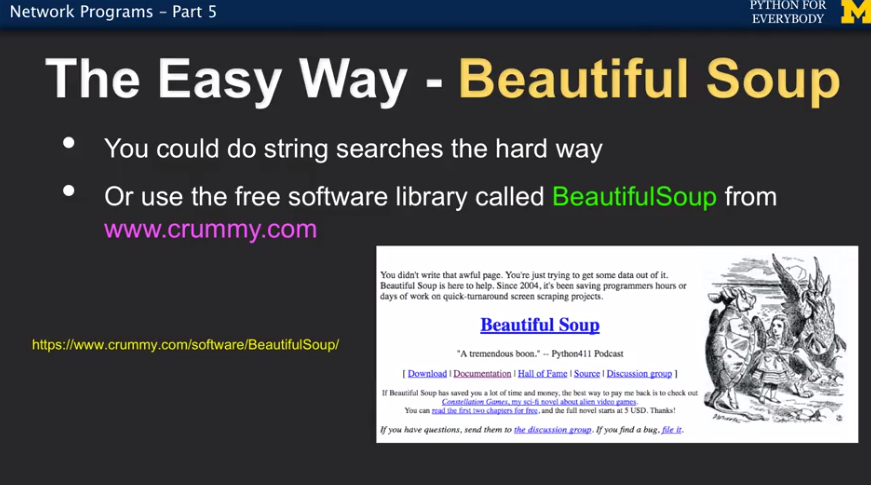 Network Programs – Part 5
PYTHON FOR
EVERYBODY
M
The Easy Way - Beautiful Soup
• You could do string searches the hard way
• Or use the free software library called BeautifulSoup from
www.crummy.com
https://www.crummy.com/software/BeautifulSoup/
You didn't write that awful page. You're just trying to get some data out of it.
Beautiful Soup is here to help. Since 2004, it's been saving programmers hours or
days of work on quick-turnaround screen scraping projects.
Beautiful Soup
"A tremendous boon." -- Python411 Podcast
[ Download | Documentation | Hall of Fame | Source | Discussion group ]
If Beautiful Soup has saved you a lot of time and money, the best way to pay me back is to check out
Constellation Games, my sci-fi novel about alien video games.
You can read the first two chapters for free, and the full novel starts at 5 USD. Thanks!
If you have questions, send them to the discussion group. If you find a bug, file it.